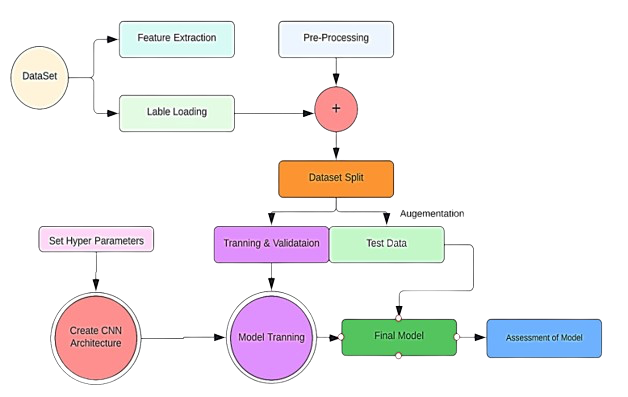 Feature Extraction
Pre-Processing
DataSet
Lable Loading
+
Dataset Split
Augementation
Set Hyper Parameters
Tranning & Validataion
Test Data
Create CNN
Architecture
Model Tranning
Final Model
Assessment of Model